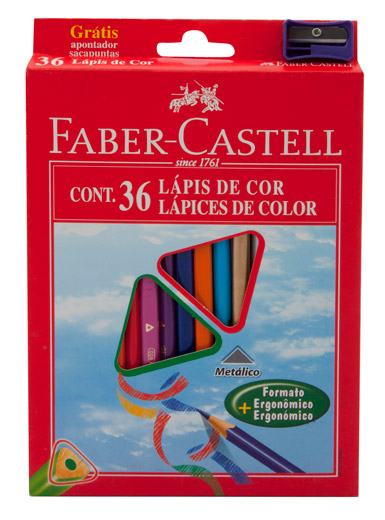 Grátis
apontador
sacapuntas
36 Lápis de Cor
FABER-CASTELL
FABER-CASTELL
since 1761
CONT. 36 LÁPIS DE COR
LÁPICES DE COLOR
Metálico
Formato
+ Ergonômico
Ergonómico